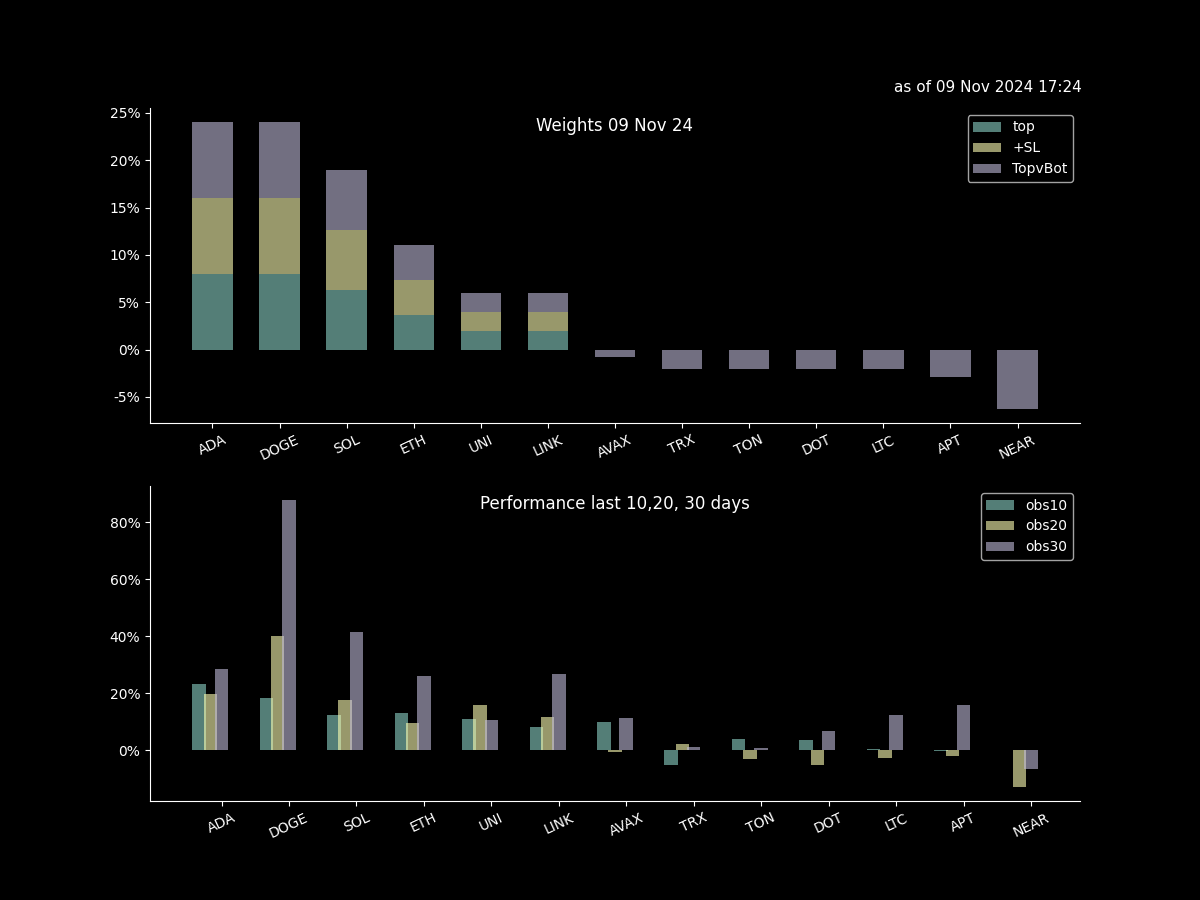 as of 09 Nov 2024 17:24
Weights 09 Nov 24
top
+SL
TopvBot
25%
20%
15%
10%
5%
0%
-5%
ADA DOGE SOL ETH UNI LINK AVAX TRX TON DOT LTC APT NEAR
Performance last 10,20, 30 days
obs10
obs20
obs30
80%
60%
40%
20%
0%
ADA DOGE SOL ETH UNI LINK AVAX TRX TON DOT LTC APT NEAR